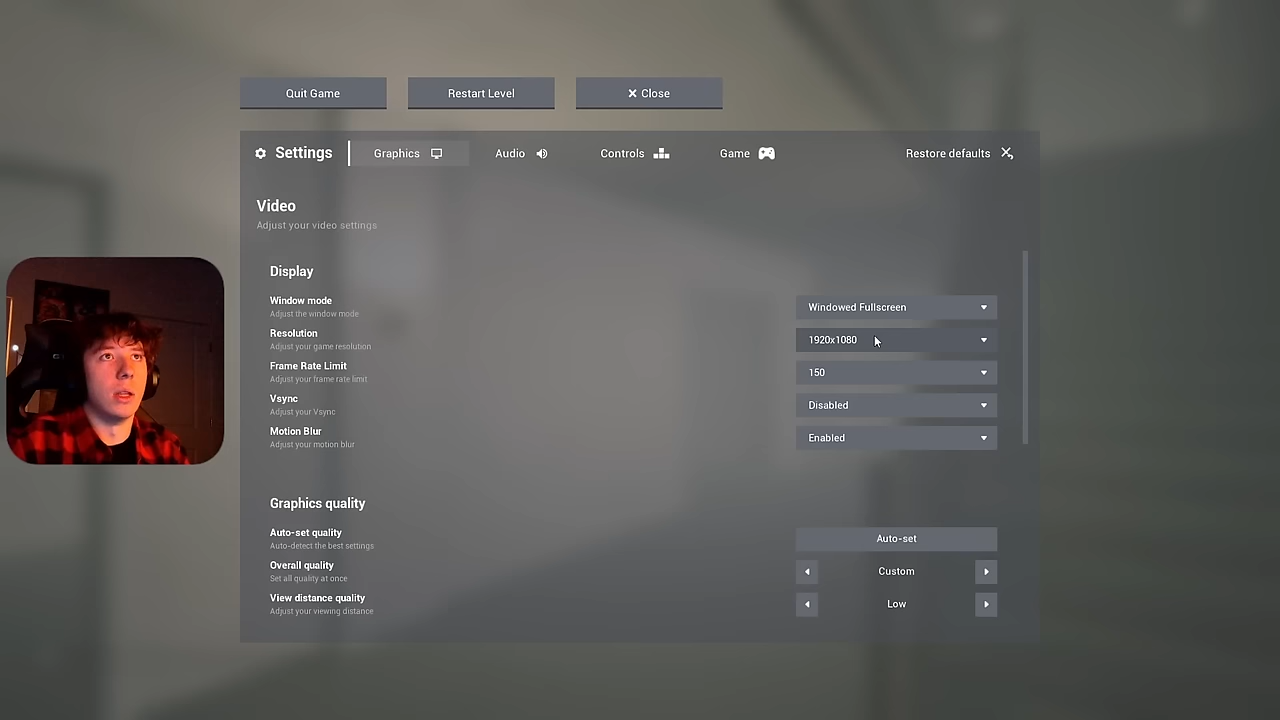 Quit Game
Restart Level
Close
Settings
Graphics
Audio
Controls
Game
Restore defaults
Video
Adjust your video settings
Display
Window mode
Adjust the window mode
Windowed Fullscreen
Resolution
Adjust your game resolution
1920x1080
Frame Rate Limit
Adjust your frame rate limit
150
Vsync
Adjust your Vsync
Disabled
Motion Blur
Adjust your motion blur
Enabled
Graphics quality
Auto-set quality
Auto-detect the best settings
Auto-set
Overall quality
Set all quality at once
Custom
View distance quality
Adjust your viewing distance
Low